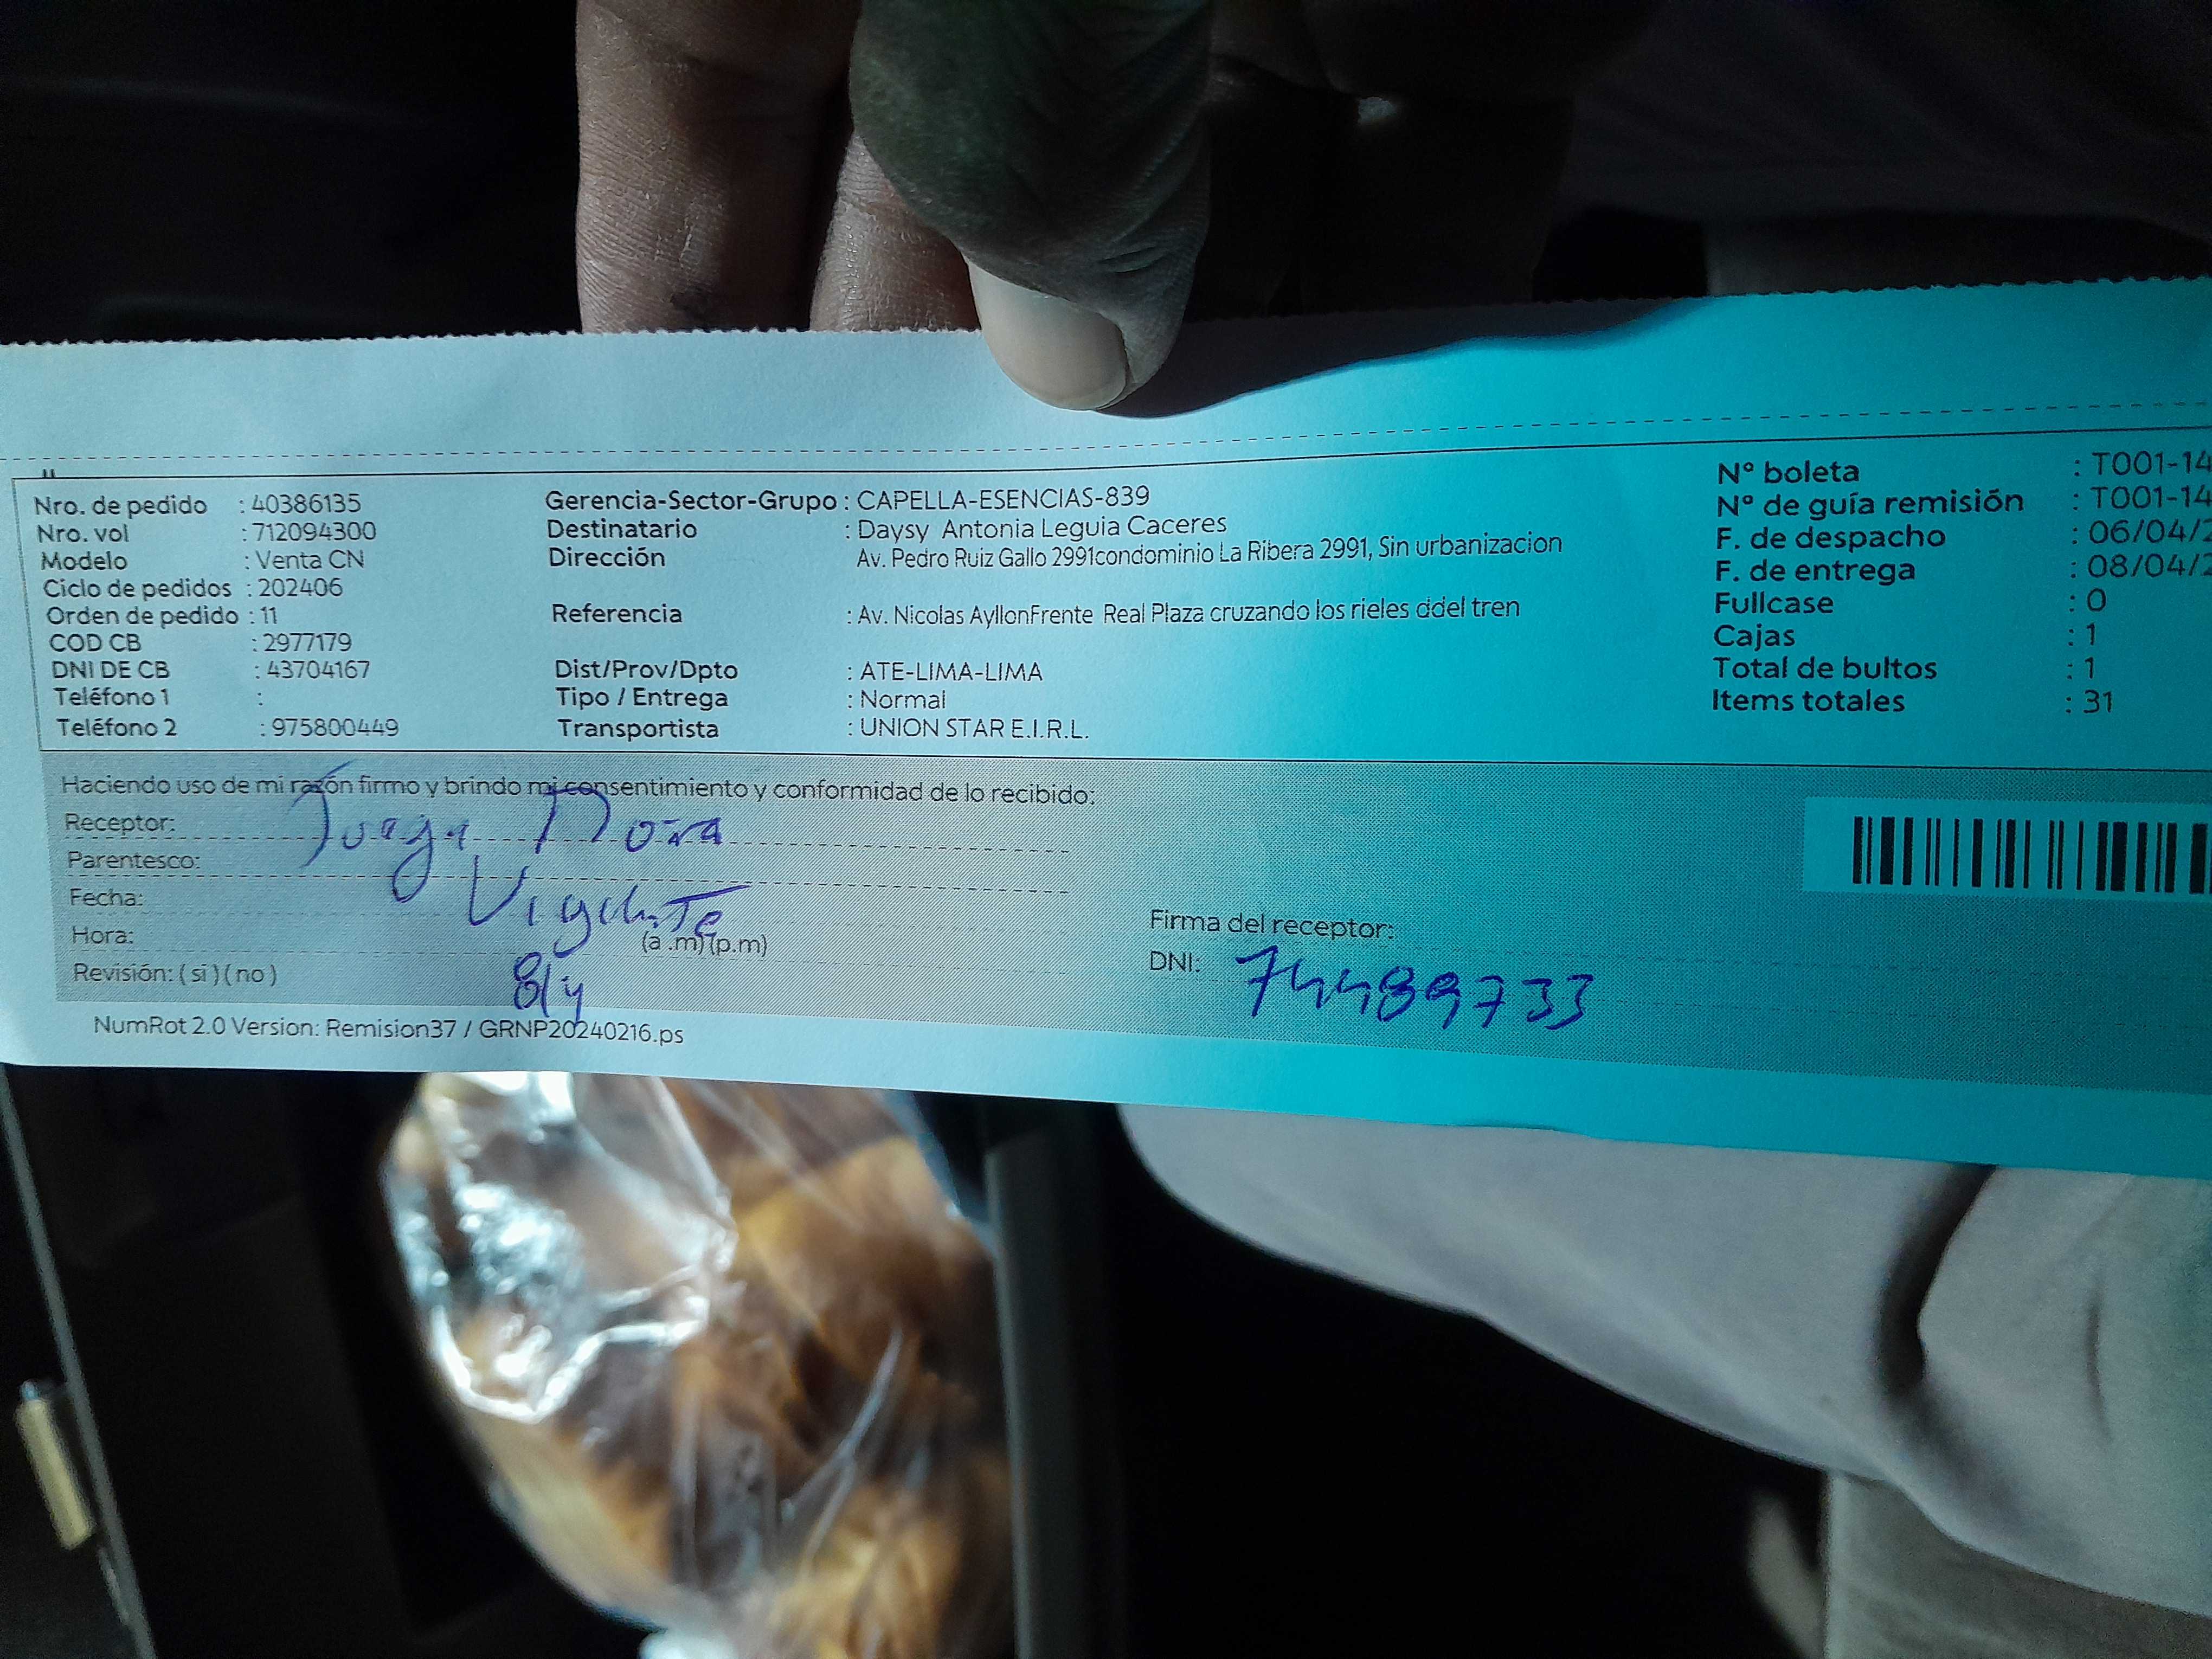 Nro. de pedido : 40386135
Nro. vol : 712094300
Modelo : Venta CN
Ciclo de pedidos : 202406
Orden de pedido : 11
COD CB : 2977179
DNI DE CB : 43704167
Teléfono 1 :
Teléfono 2 : 975800449
Gerencia-Sector-Grupo : CAPELLA-ESENCIAS-839
Destinatario : Daysy Antonia Leguia Caceres
Dirección Av. Pedro Ruiz Gallo 2991condominio La Ribera 2991, Sin urbanizacion
Referencia : Av. Nicolas AyllonFrente Real Plaza cruzando los rieles ddel tren
Dist/Prov/Dpto : ATE-LIMA-LIMA
Tipo / Entrega : Normal
Transportista : UNION STAR E.I.R.L.
N° boleta : T001-14
N° de guía remisión : T001-14
F. de despacho : 06/04/2
F. de entrega : 08/04/2
Fullcase : 0
Cajas : 1
Total de bultos : 1
Items totales : 31
Haciendo uso de mi razón firmo y brindo mi consentimiento y conformidad de lo recibido:
Receptor:
Parentesco:
Fecha:
Hora: (a .m)(p.m)
Revisión: ( si ) ( no ) 8/4
Firma del receptor:
DNI: 74489733
NumRot 2.0 Version: Remision37 / GRNP20240216.ps